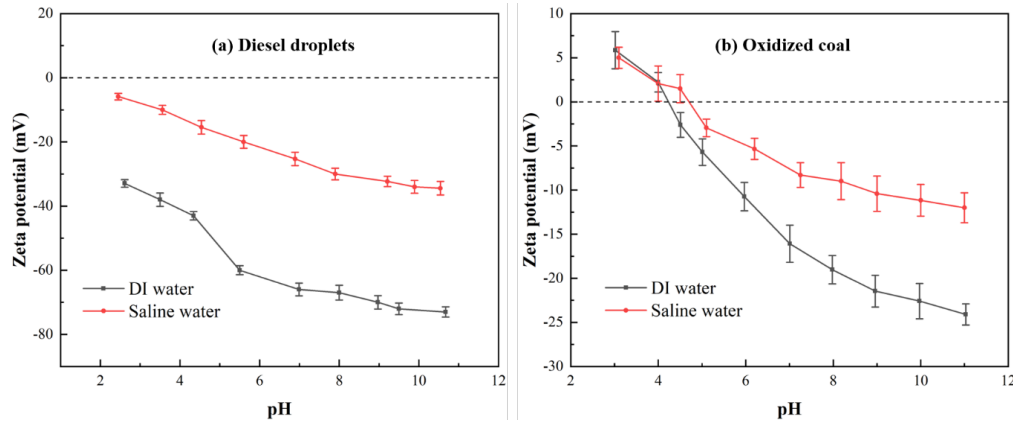 (a) Diesel droplets
Zeta potential (mV)
20
0
-20
-40
-60
-80
DI water
Saline water
2 4 6 8 10 12
pH
(b) Oxidized coal
Zeta potential (mV)
10
5
0
-5
-10
-15
-20
-25
-30
DI water
Saline water
2 4 6 8 10 12
pH